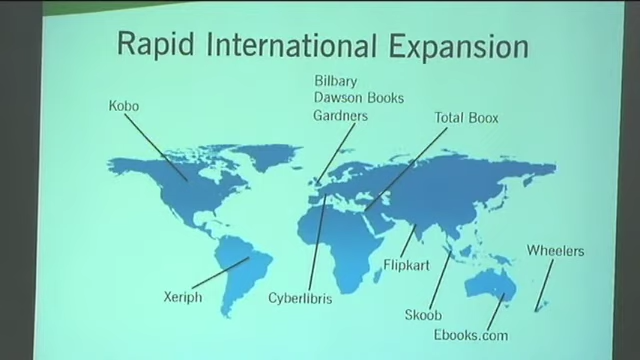 Rapid International Expansion
Bilbary
Dawson Books
Gardners
Kobo
Total Boox
Wheelers
Flipkart
Xeriph
Cyberlibris
Skoob
Ebooks.com